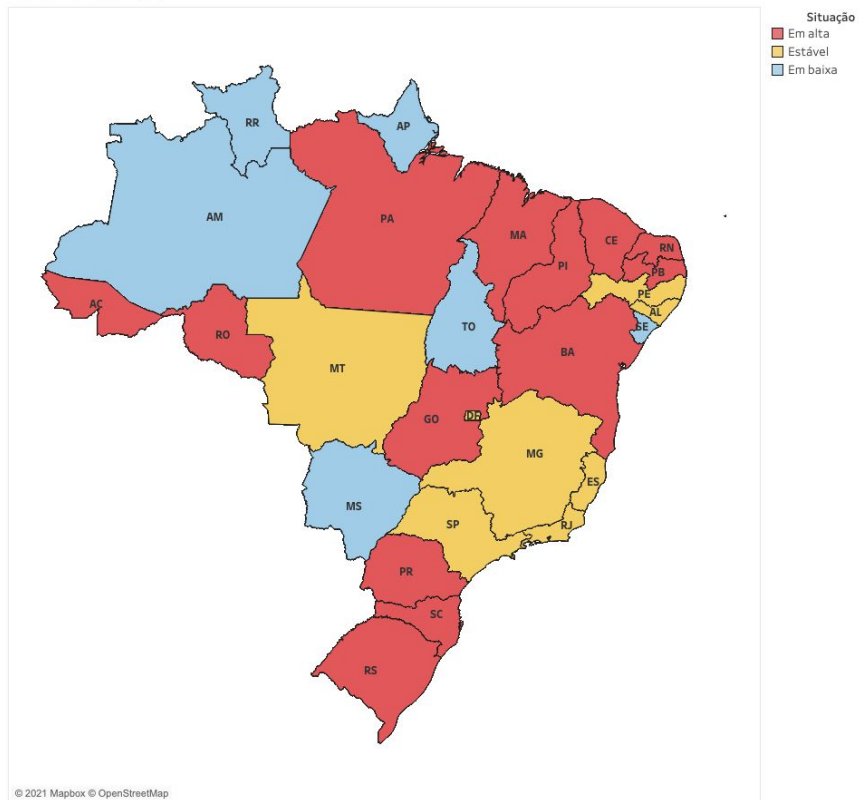 Situação
Em alta
Estável
Em baixa
RR
AP
AM
PA
MA
CE
RN
PI
PB
PE
AL
SE
AC
RO
TO
BA
MT
GO
DF
MG
ES
MS
SP
RJ
PR
SC
RS
© 2021 Mapbox © OpenStreetMap